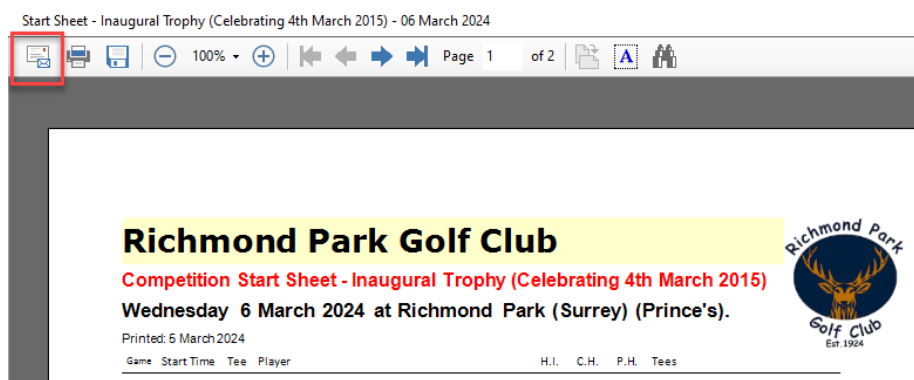 Start Sheet - Inaugural Trophy (Celebrating 4th March 2015) - 06 March 2024
100% Page 1 of 2 A
Richmond Park Golf Club
Richmond Park
Competition Start Sheet - Inaugural Trophy (Celebrating 4th March 2015)
Wednesday 6 March 2024 at Richmond Park (Surrey) (Prince's).
Golf Club
Est. 1924
Printed: 5 March 2024
Game Start Time Tee Player H.I. C.H. P.H. Tees